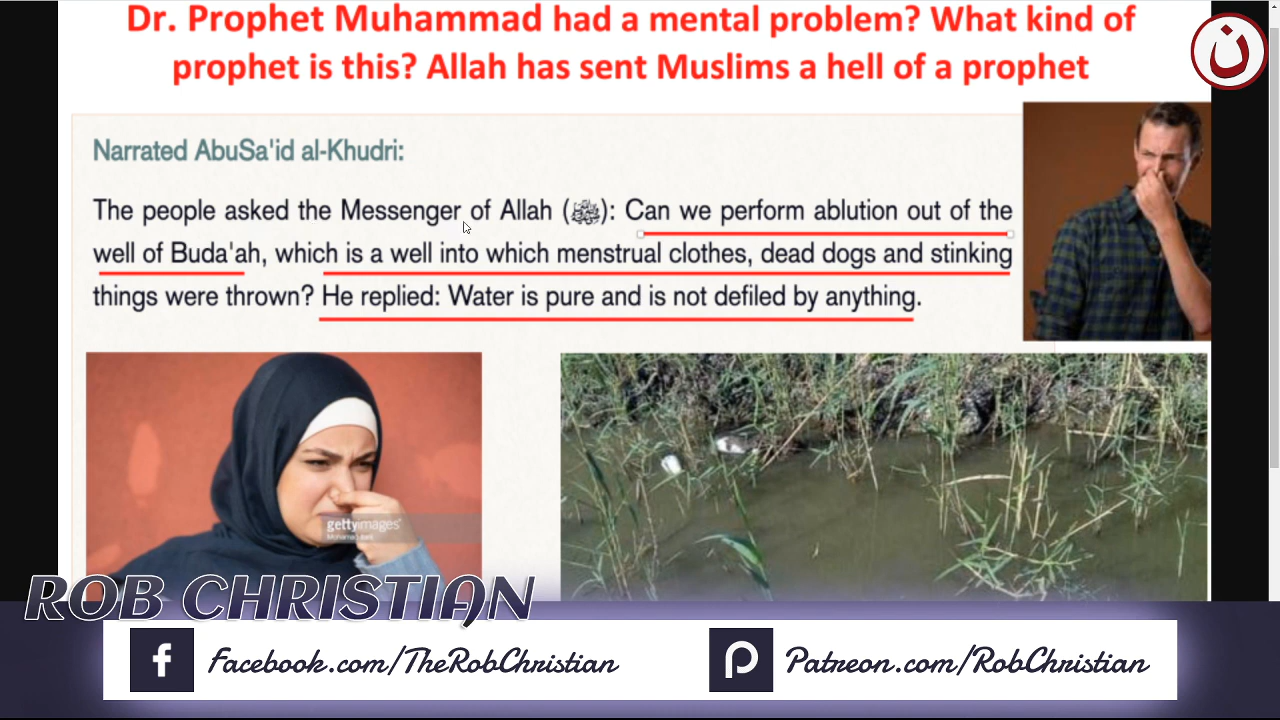 Dr. Prophet Muhammad had a mental problem? What kind of
prophet is this? Allah has sent Muslims a hell of a prophet
ن
Narrated AbuSa'id al-Khudri:
The people asked the Messenger of Allah (ﷺ): Can we perform ablution out of the
well of Buda'ah, which is a well into which menstrual clothes, dead dogs and stinking
things were thrown? He replied: Water is pure and is not defiled by anything.
gettyimages
ROB CHRISTIAN
Facebook.com/TheRobChristian
Patreon.com/RobChristian